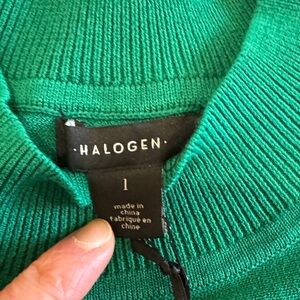 ·HALOGEN·
1
made in
china
fabriqué en
chine